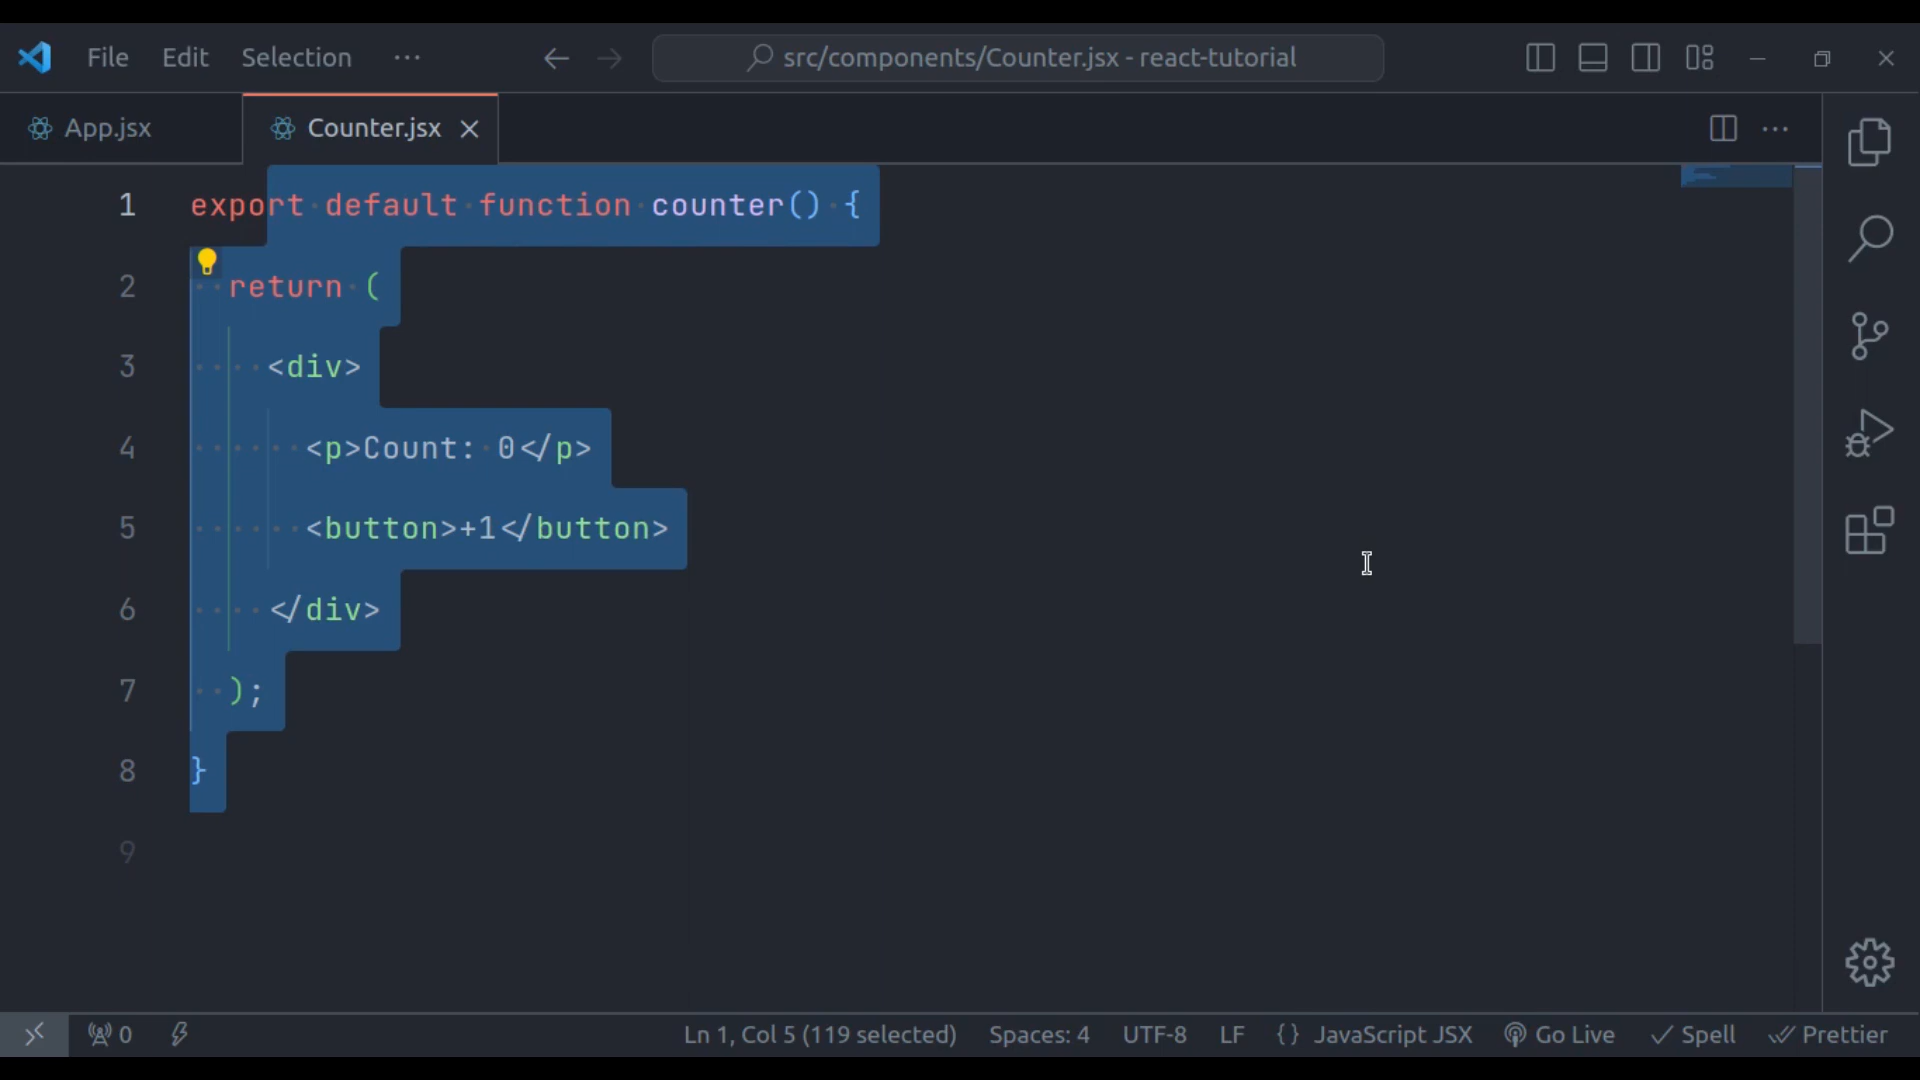 File Edit Selection ··· src/components/Counter.jsx - react-tutorial
App.jsx Counter.jsx
1 export default function counter() {
2 return (
3 <div>
4 <p>Count: 0</p>
5 <button>+1</button>
6 </div>
7 );
8 }
9
0 Ln 1, Col 5 (119 selected) Spaces: 4 UTF-8 LF {} JavaScript JSX Go Live Spell Prettier